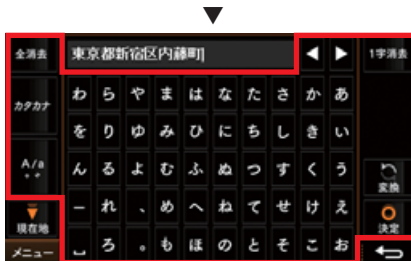 ▼
全消去 東京都新宿区内藤町 ◀ ▶ 1字消去
カタカナ わ ら や ま は な た さ か あ
を り ゆ み ひ に ち し き い
A/a ん る よ む ふ ぬ つ す く う 変換
現在地 ー れ 、 め へ ね て せ け え 決定
メニュー ␣ ろ 。 も ほ の と そ こ お